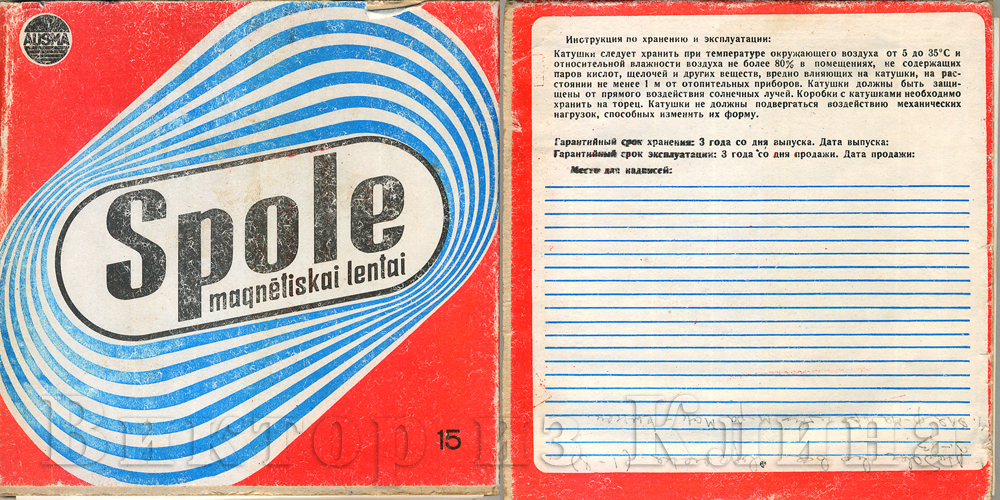 AUSMA
Spole
magnētiskai lentai
15
Инструкция по хранению и эксплуатации:
Катушки следует хранить при температуре окружающего воздуха от 5 до 35°С и
относительной влажности воздуха не более 80% в помещениях, не содержащих
паров кислот, щелочей и других веществ, вредно влияющих на катушки, на рас-
стоянии не менее 1 м от отопительных приборов. Катушки должны быть защи-
щены от прямого воздействия солнечных лучей. Коробки с катушками необходимо
хранить на торец. Катушки не должны подвергаться воздействию механических
нагрузок, способных изменить их форму.
Гарантийный срок хранения: 3 года со дня выпуска. Дата выпуска:
Гарантийный срок эксплуатации: 3 года со дня продажи. Дата продажи:
Место для надписей:
Виктор из Клина